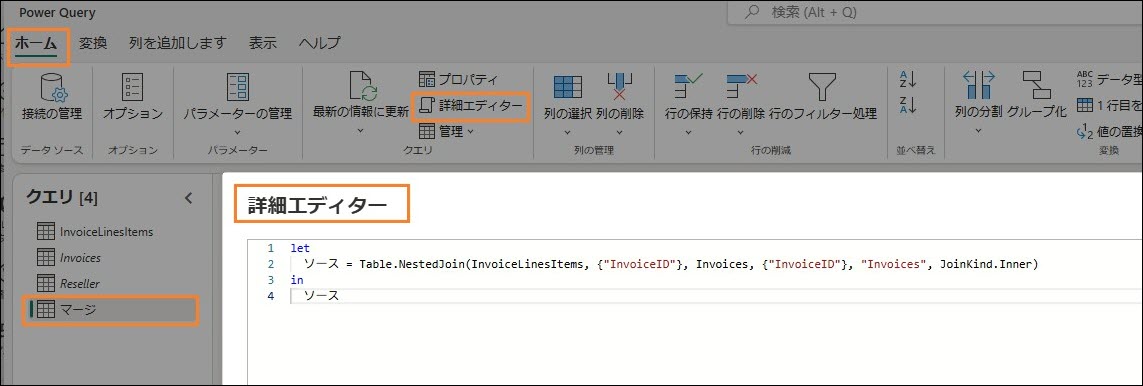 Power Query
検索 (Alt + Q)
ホーム 変換 列を追加します 表示 ヘルプ
接続の管理
データ ソース
オプション
オプション
パラメーターの管理
パラメーター
最新の情報に更新
プロパティ
詳細エディター
管理
クエリ
列の選択 列の削除
列の管理
行の保持 行の削除 行のフィルター処理
行の削減
並べ替え
列の分割 グループ化
データ型
1 行目を
値の置換
変換
クエリ [4]
InvoiceLinesItems
Invoices
Reseller
マージ
詳細エディター
1 let
2 ソース = Table.NestedJoin(InvoiceLinesItems, {"InvoiceID"}, Invoices, {"InvoiceID"}, "Invoices", JoinKind.Inner)
3 in
4 ソース